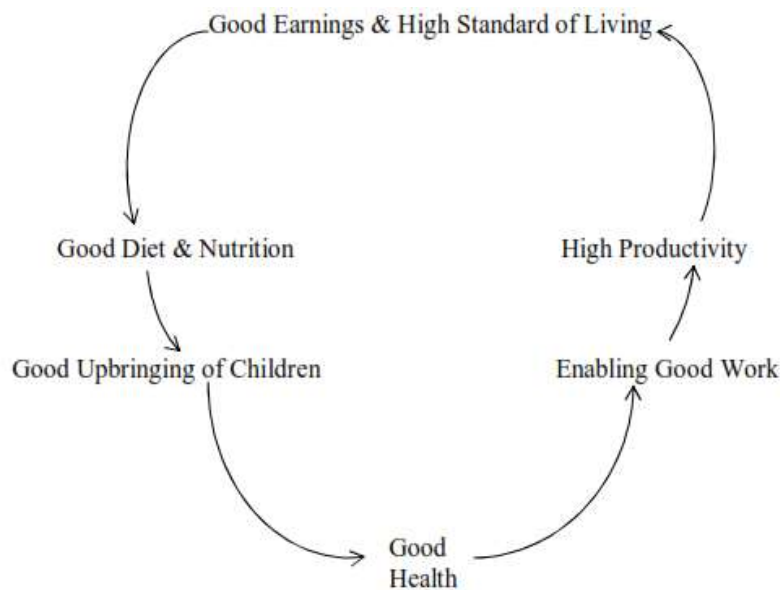 Good Earnings & High Standard of Living
Good Diet & Nutrition
High Productivity
Good Upbringing of Children
Enabling Good Work
Good
Health